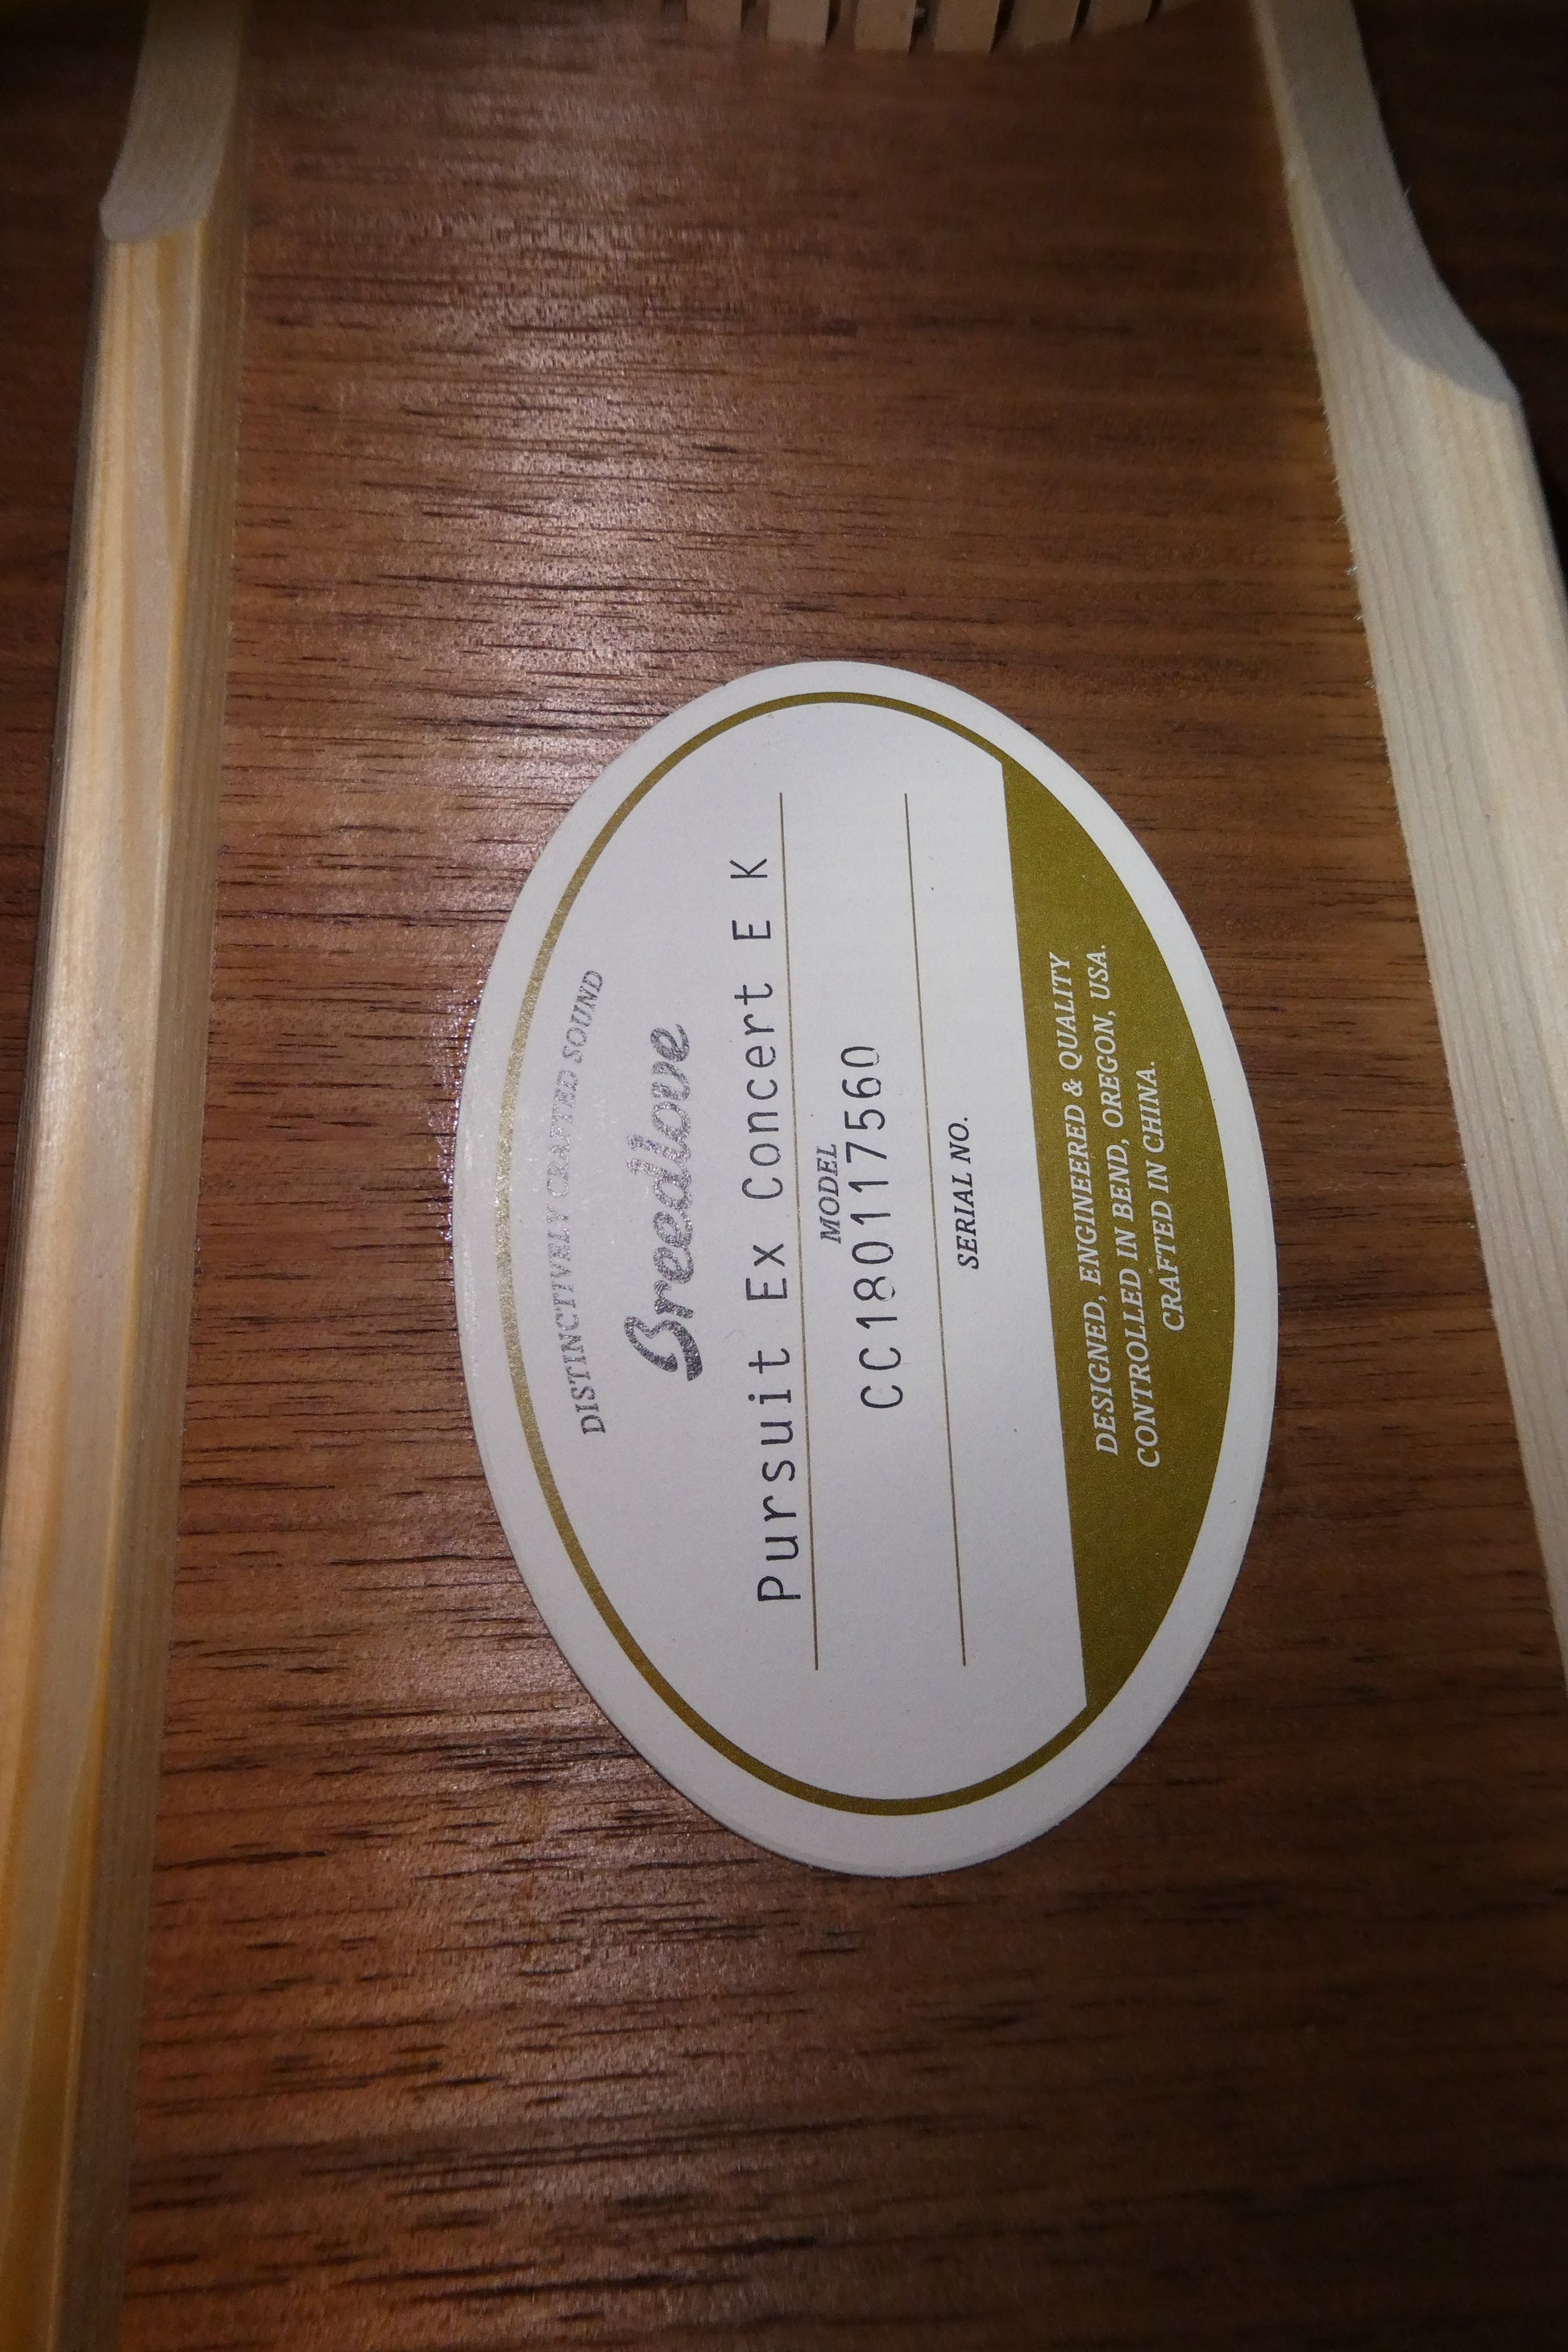 DISTINCTIVELY CRAFTED SOUND
Breedlove
Pursuit Ex Concert E K
MODEL
CC180117560
SERIAL NO.
DESIGNED, ENGINEERED & QUALITY
CONTROLLED IN BEND, OREGON, USA.
CRAFTED IN CHINA.